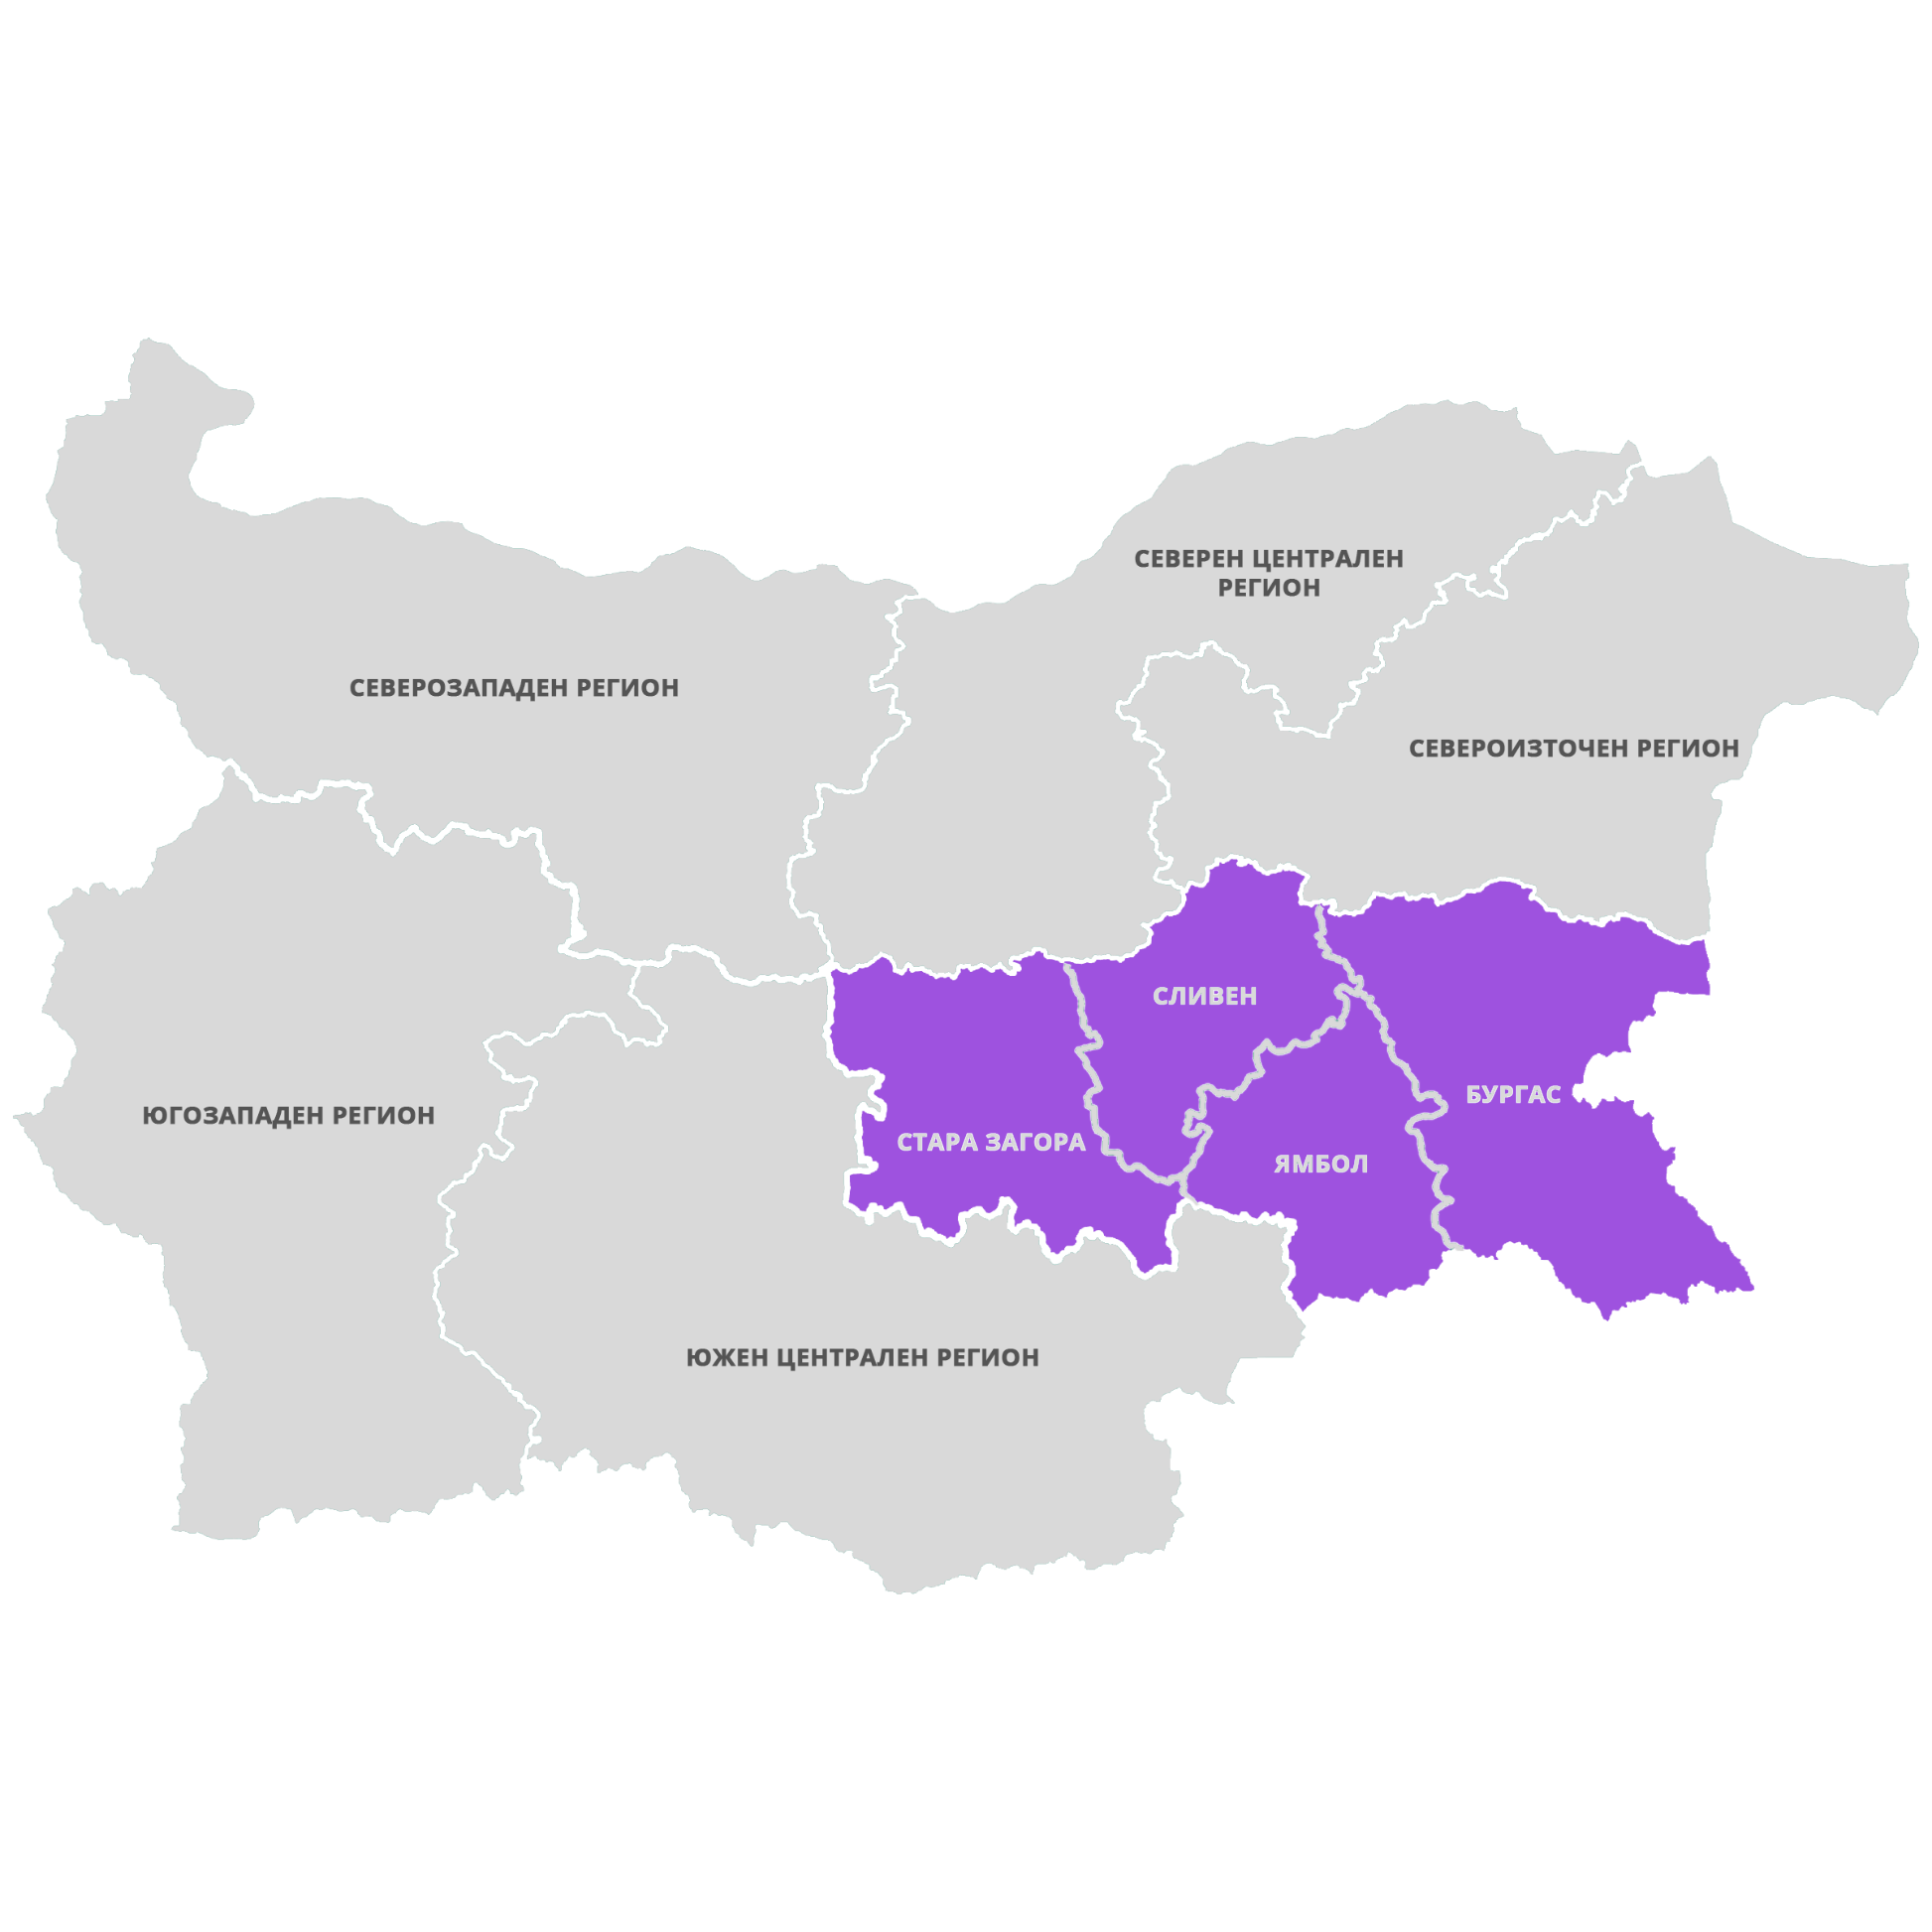 СЕВЕРЕН ЦЕНТРАЛЕН
РЕГИОН
СЕВЕРОЗАПАДЕН РЕГИОН
СЕВЕРОИЗТОЧЕН РЕГИОН
СЛИВЕН
БУРГАС
ЮГОЗАПАДЕН РЕГИОН
СТАРА ЗАГОРА
ЯМБОЛ
ЮЖЕН ЦЕНТРАЛЕН РЕГИОН